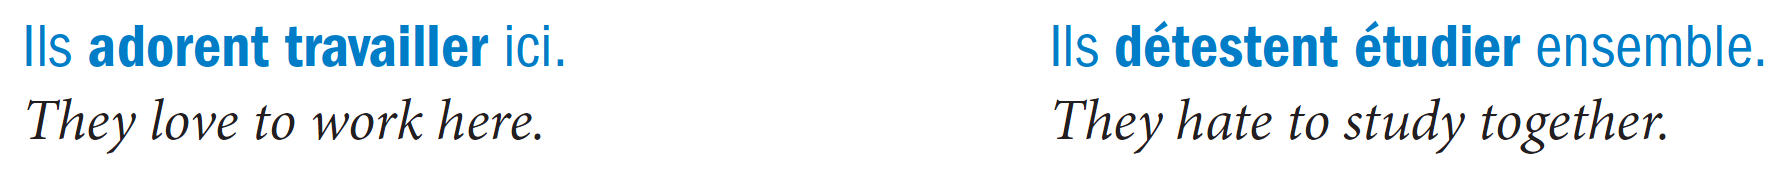 Ils adorent travailler ici.
They love to work here.
Ils détestent étudier ensemble.
They hate to study together.